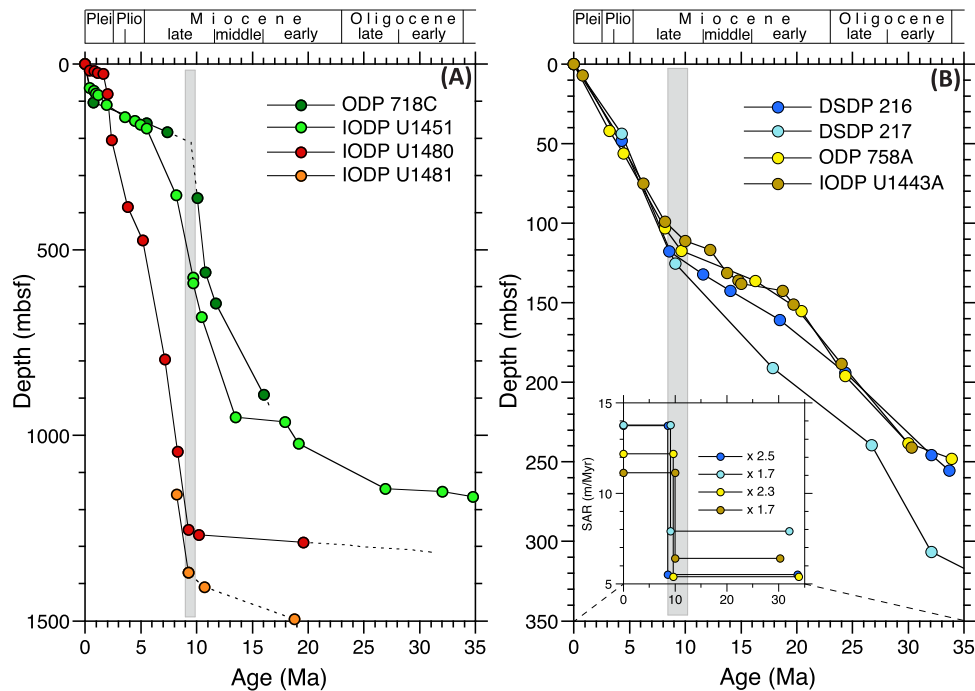 Plei Plio M i o c e n e O l i g o c e n e
late middle early late early
(A)
0
500
1000
1500
Depth (mbsf)
ODP 718C
IODP U1451
IODP U1480
IODP U1481
0 5 10 15 20 25 30 35
Age (Ma)
Plei Plio M i o c e n e O l i g o c e n e
late middle early late early
(B)
0
50
100
150
200
250
300
350
Depth (mbsf)
DSDP 216
DSDP 217
ODP 758A
IODP U1443A
15
10
5
SAR (m/Myr)
x 2.5
x 1.7
x 2.3
x 1.7
0 10 20 30
0 5 10 15 20 25 30 35
Age (Ma)